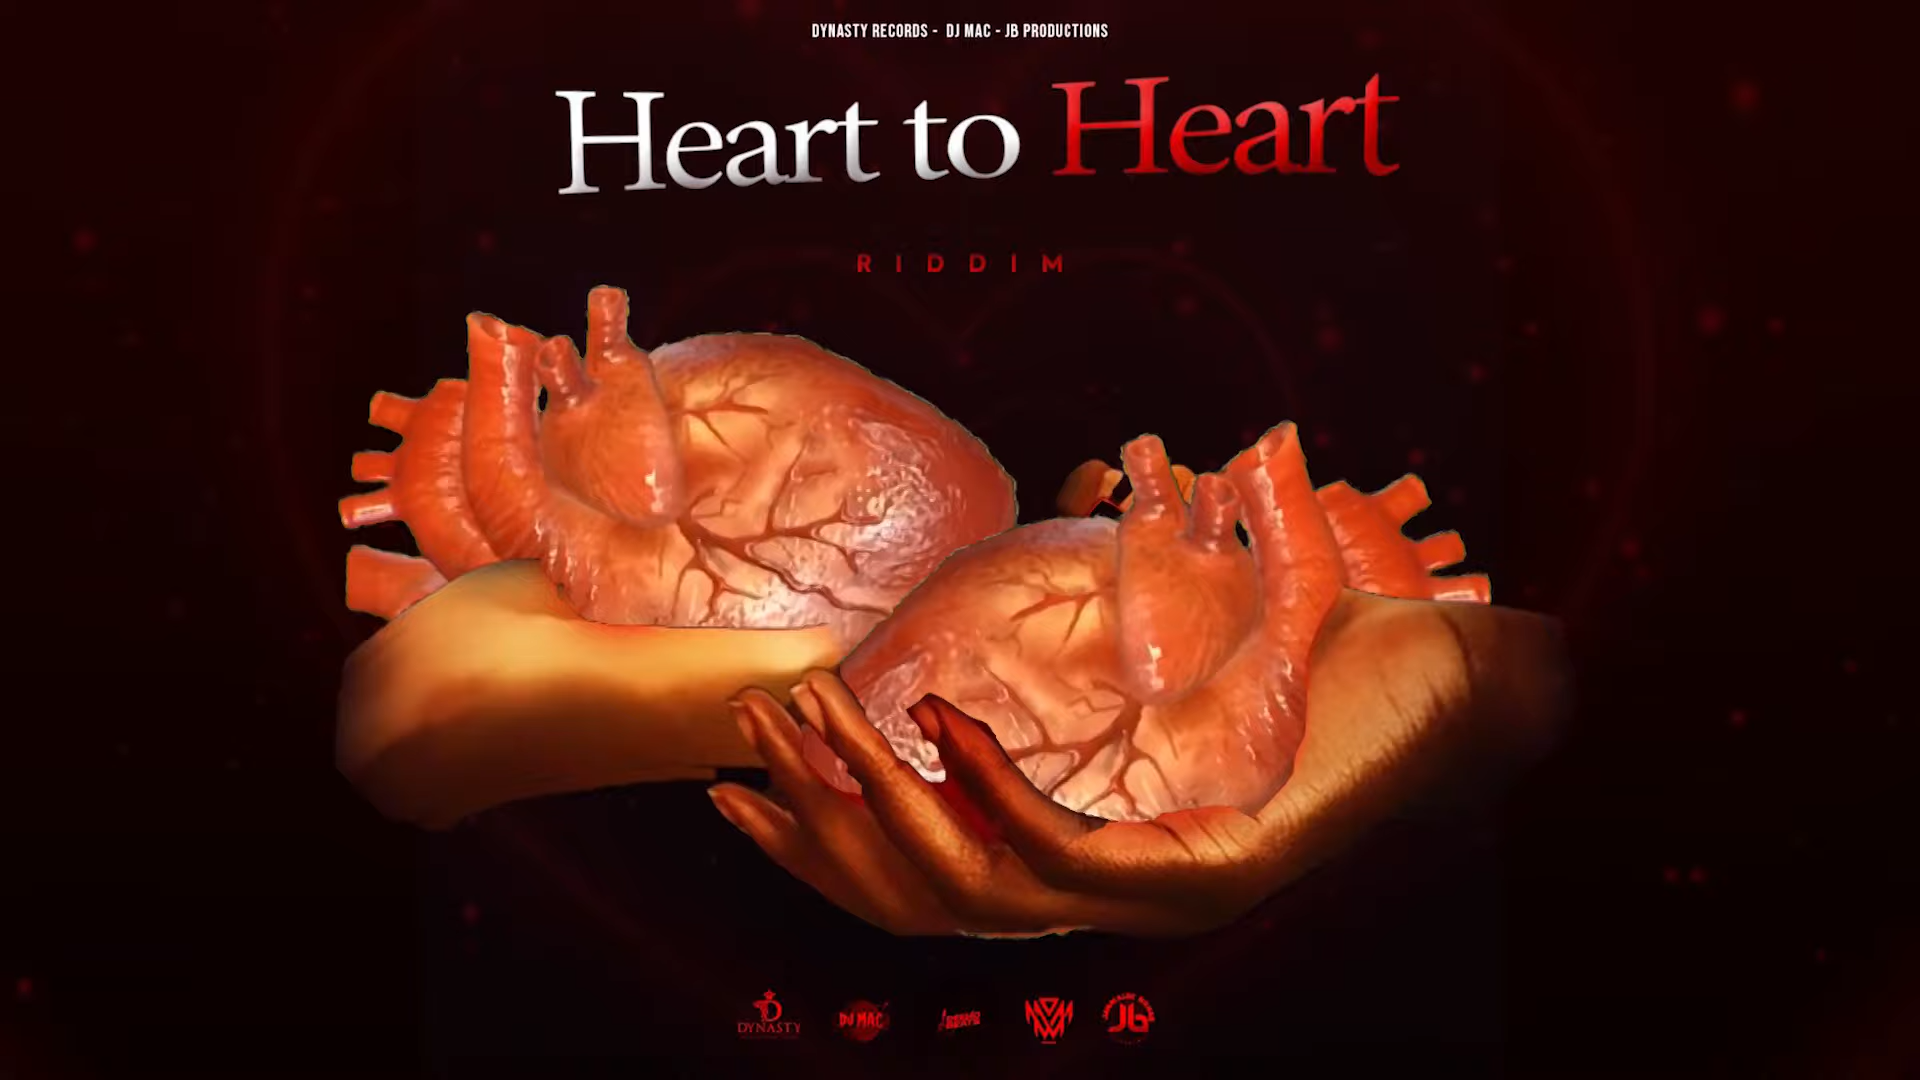 DYNASTY RECORDS - DJ MAC - JB PRODUCTIONS
Heart to Heart
RIDDIM
DYNASTY
DJ MAC
Jb